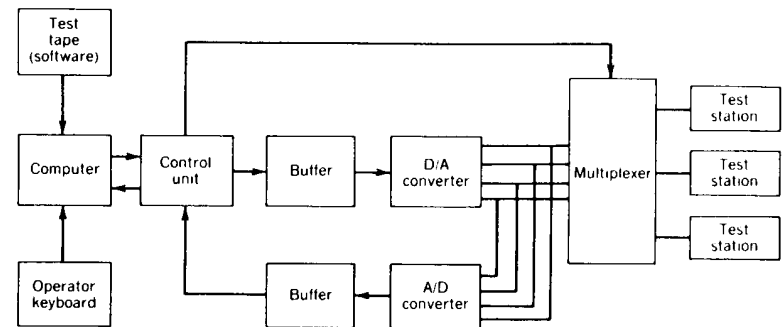 Test
tape
(software)
Computer
Operator
keyboard
Control
unit
Buffer
D/A
converter
Buffer
A/D
converter
Multiplexer
Test
station
Test
station
Test
station